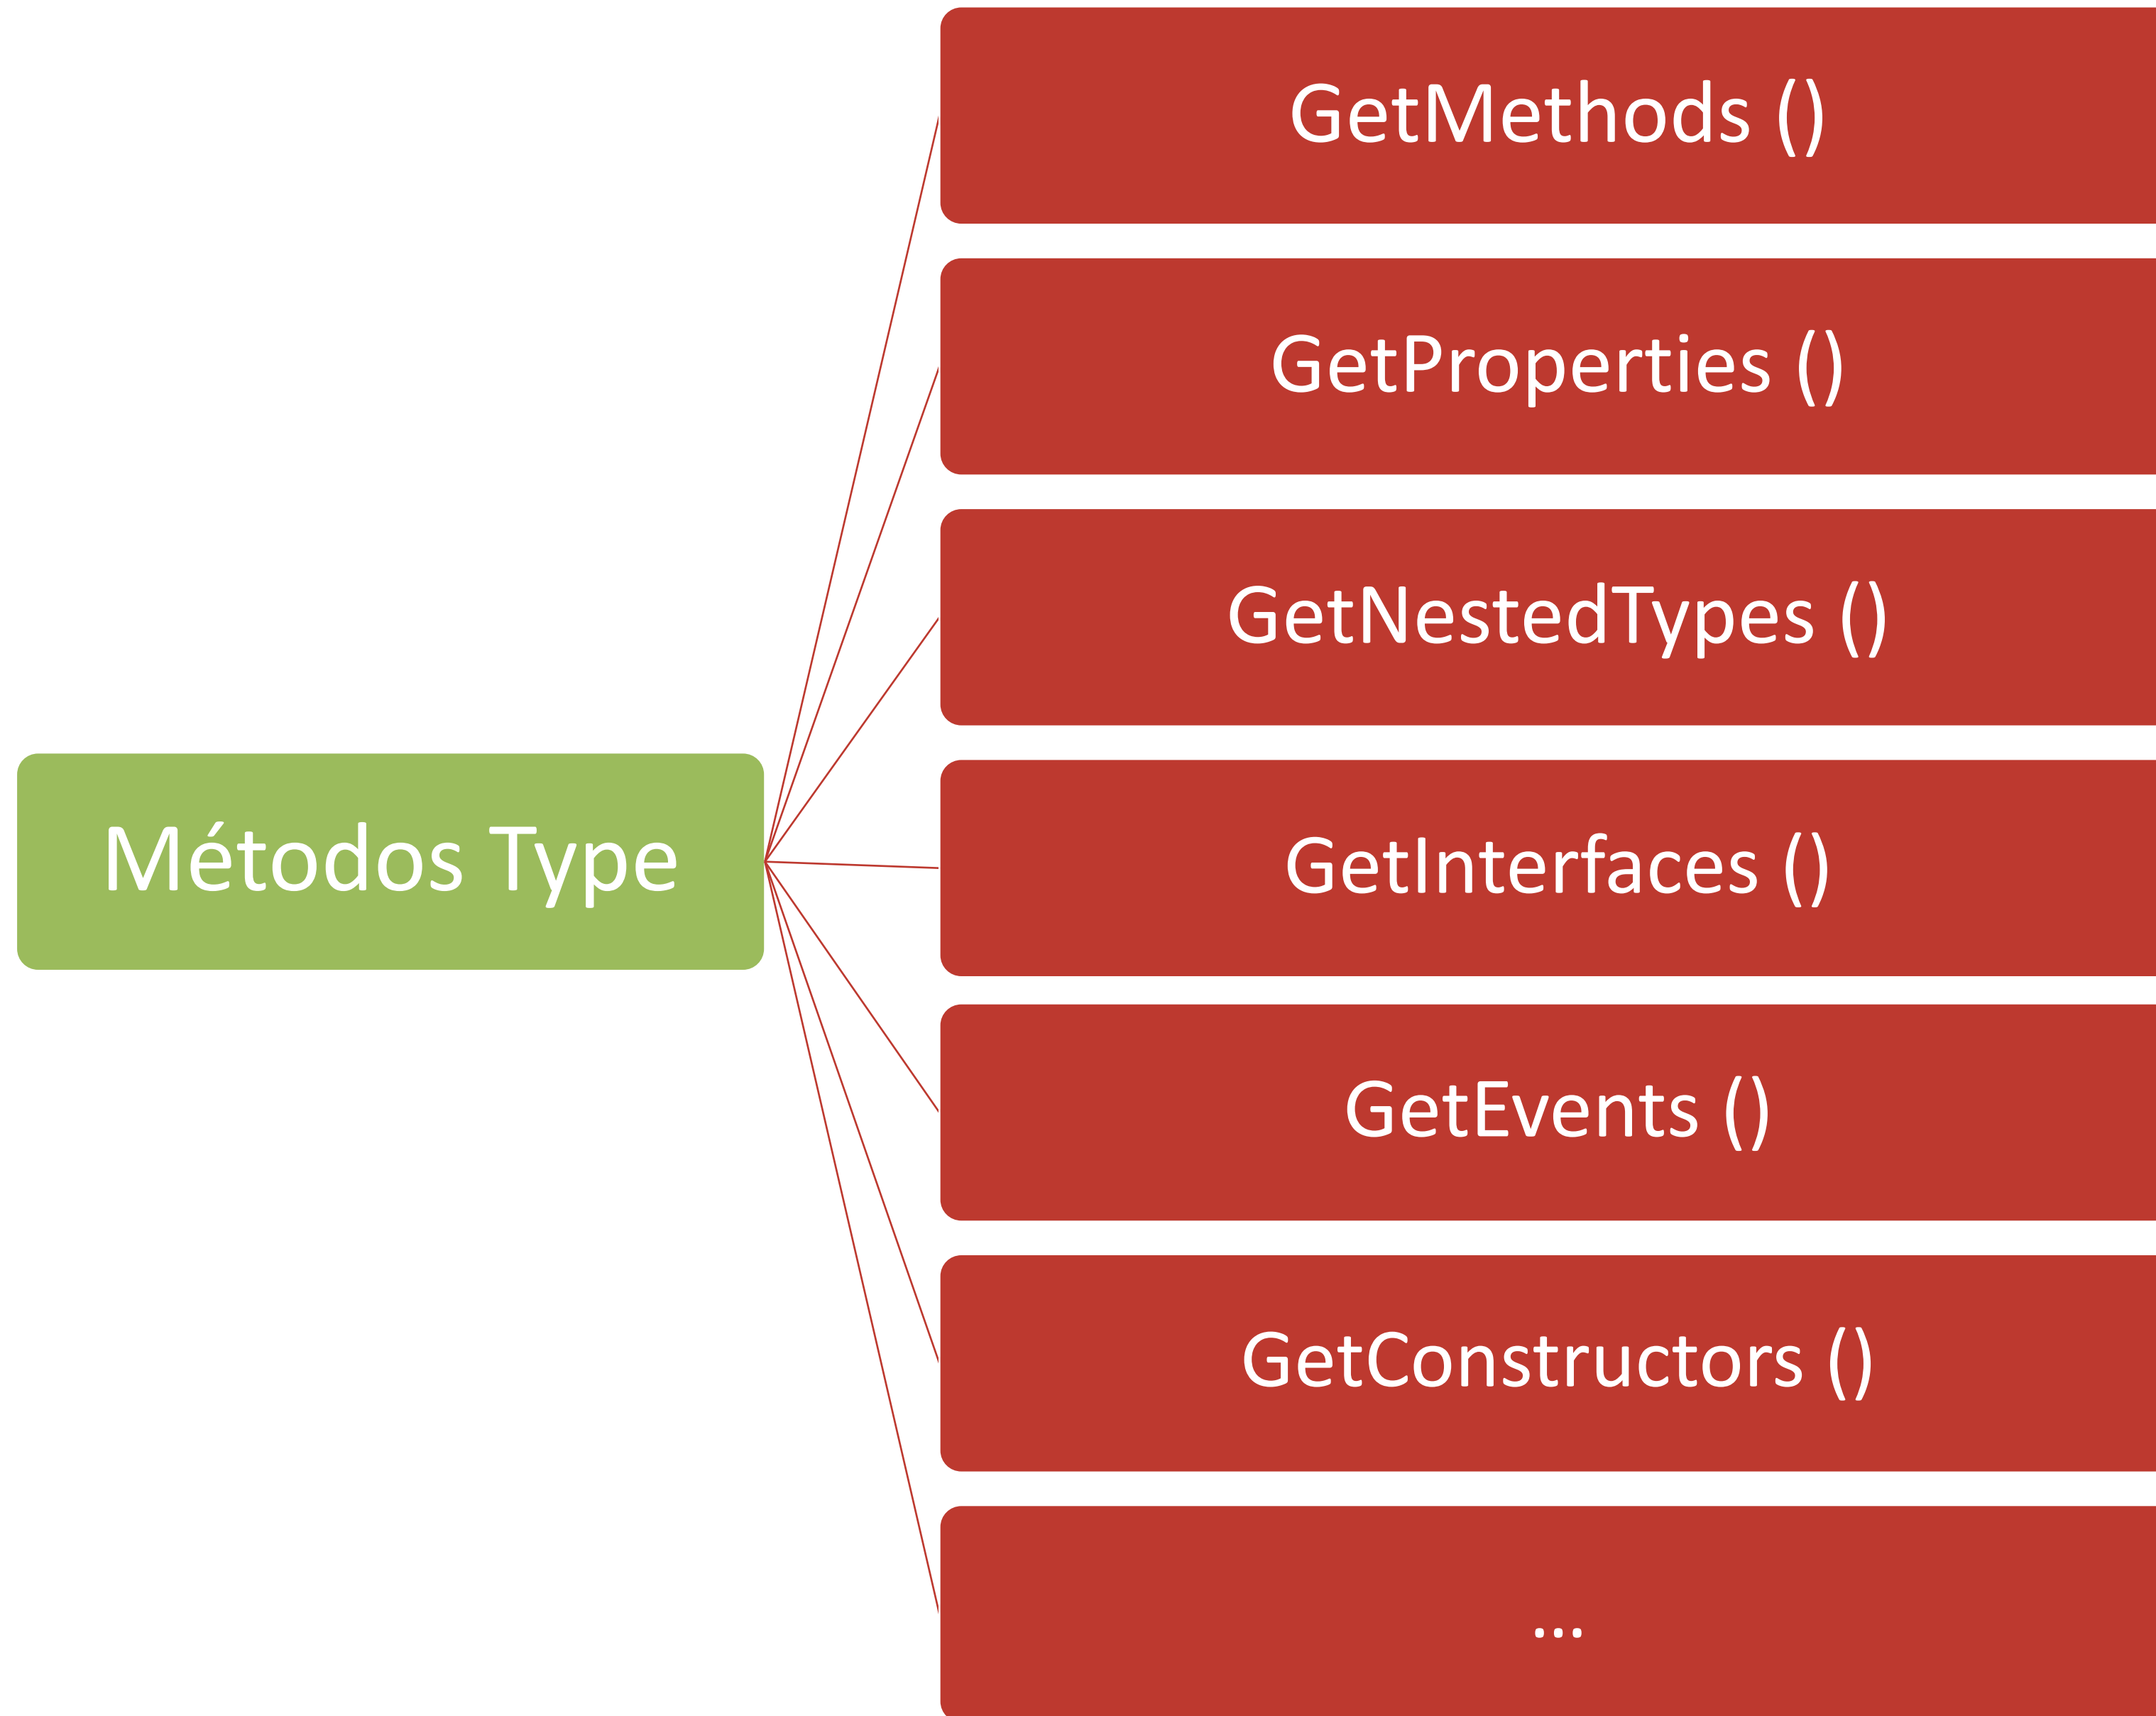 GetMethods ()
GetProperties ()
GetNestedTypes ()
Métodos Type
GetInterfaces ()
GetEvents ()
GetConstructors ()
...